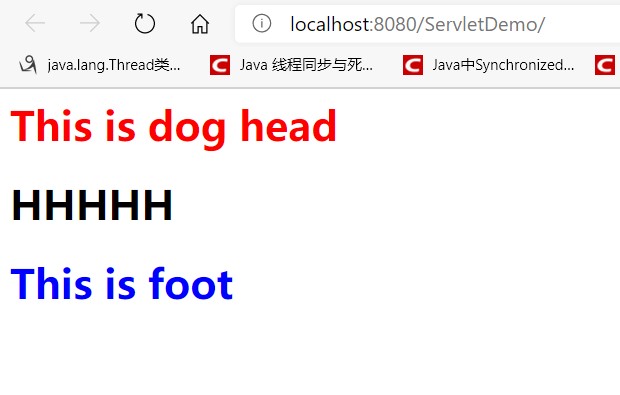 localhost:8080/ServletDemo/
java.lang.Thread类... Java 线程同步与死... Java中Synchronized...
This is dog head
HHHHH
This is foot